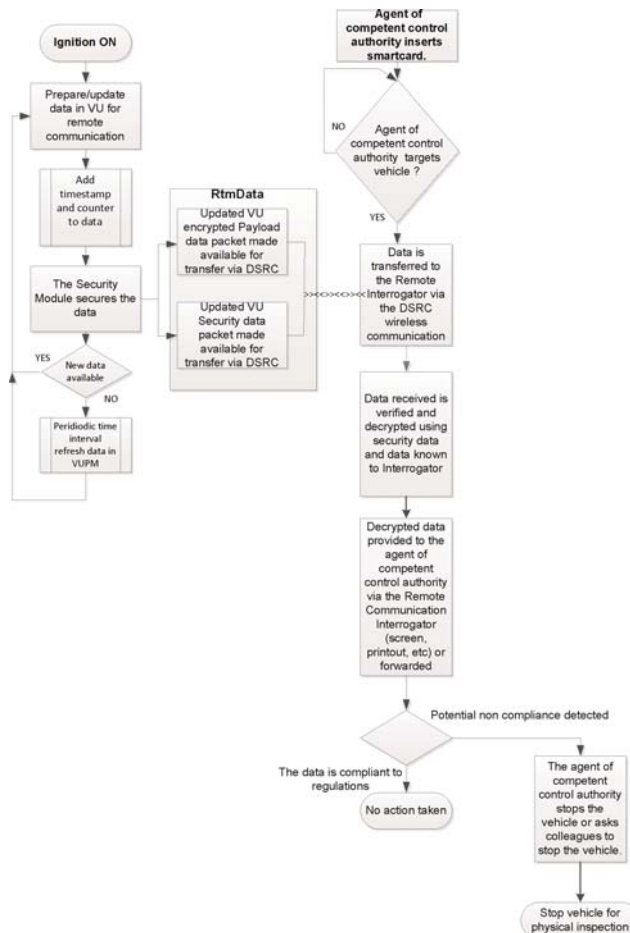 Ignition ON
Prepare/update
data in VU for
remote
communication
Add
timestamp
and counter
to data
The Security
Module secures the
data
YES
New data
available
NO
Peridiodic time
interval
refresh data in
VUPM
RtmData
Updated VU
encrypted Payload
data packet made
available for
transfer via DSRC
Updated VU
Security data
packet made
available for
transfer via DSRC
Agent of
competent control
authority inserts
smartcard.
NO
Agent of
competent control
authority targets
vehicle ?
YES
Data is
transferred to the
Remote
Interrogator via
the DSRC
wireless
communication
Data received is
verified and
decrypted using
security data
and data known
to Interrogator
Decrypted data
provided to the
agent of
competent
control authority
via the Remote
Communication
Interrogator
(screen,
printout, etc) or
forwarded
Potential non compliance detected
The data is compliant to
regulations
No action taken
The agent of
competent
control authority
stops the
vehicle or asks
colleagues to
stop the vehicle.
Stop vehicle for
physical inspection